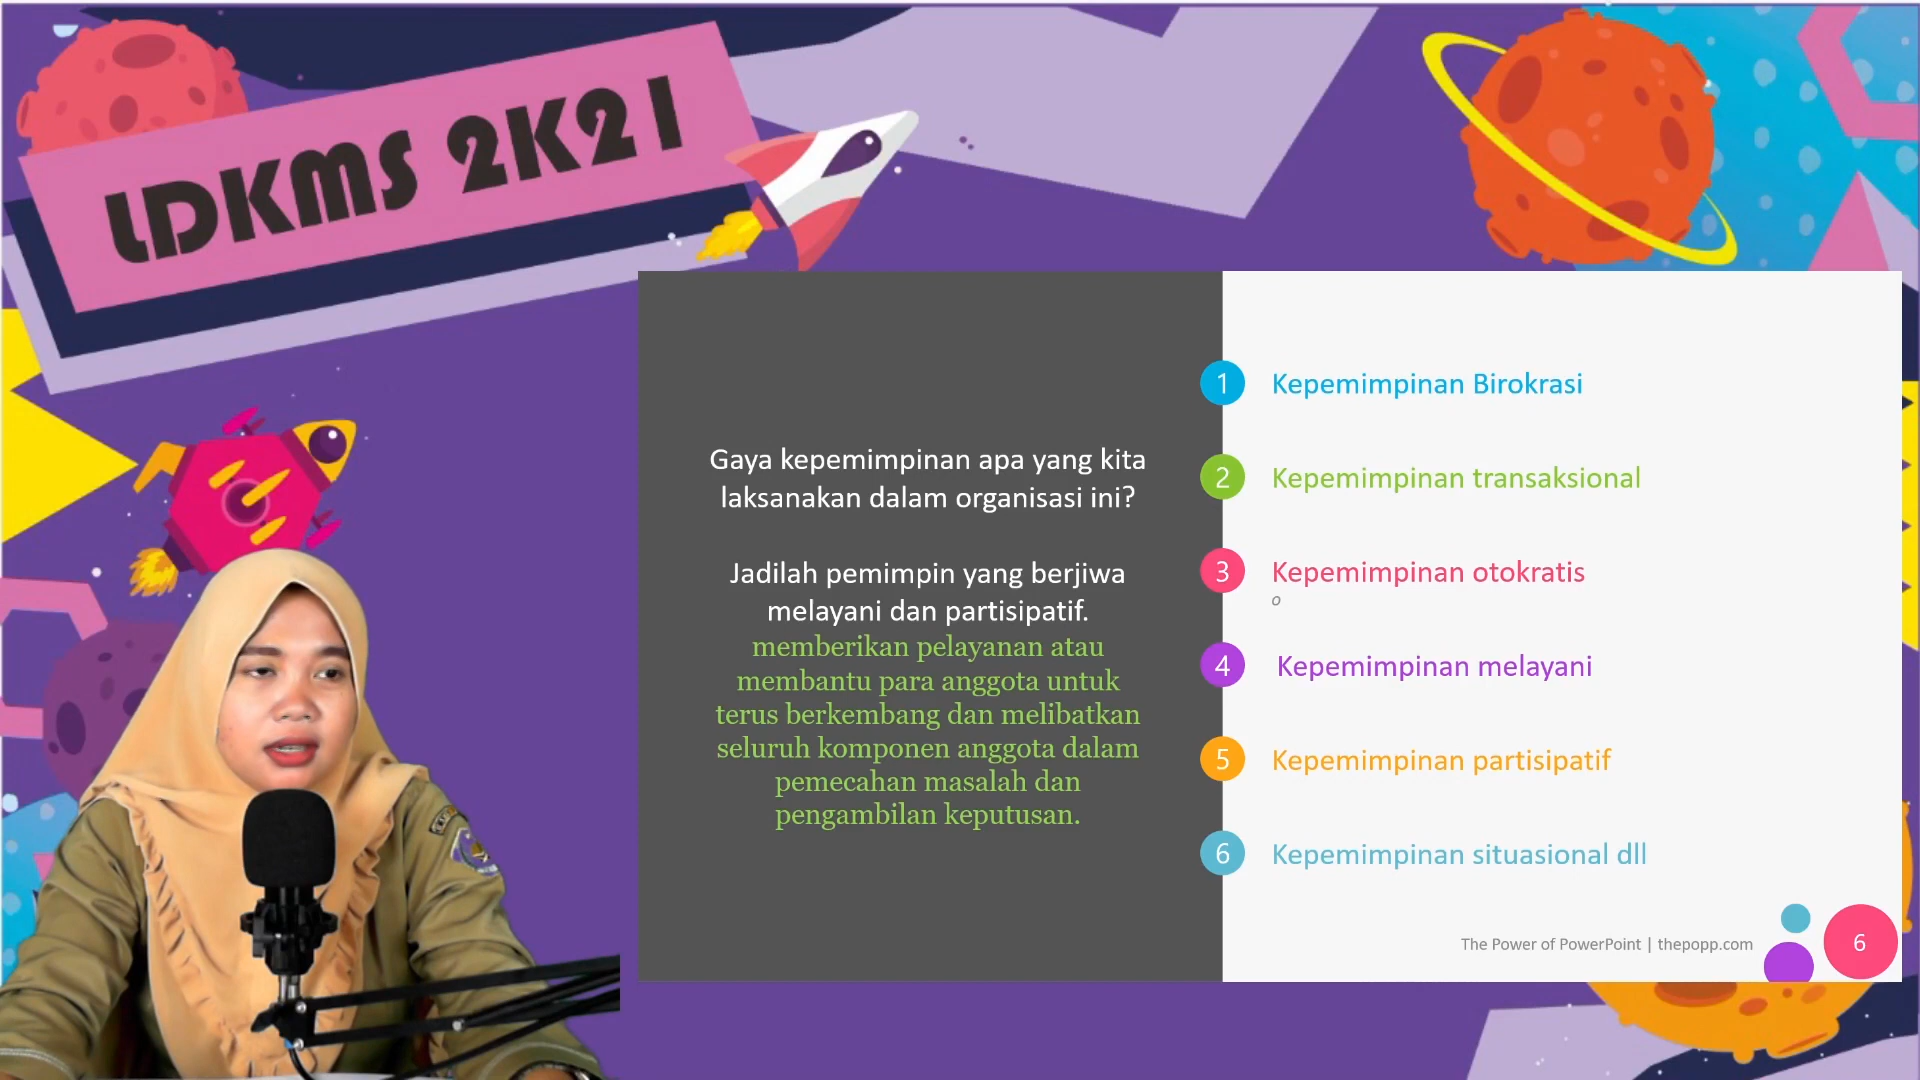 LDKMS 2K21
Gaya kepemimpinan apa yang kita
laksanakan dalam organisasi ini?
Jadilah pemimpin yang berjiwa
melayani dan partisipatif.
memberikan pelayanan atau
membantu para anggota untuk
terus berkembang dan melibatkan
seluruh komponen anggota dalam
pemecahan masalah dan
pengambilan keputusan.
1 Kepemimpinan Birokrasi
2 Kepemimpinan transaksional
3 Kepemimpinan otokratis
o
4 Kepemimpinan melayani
5 Kepemimpinan partisipatif
6 Kepemimpinan situasional dll
The Power of PowerPoint | thepopp.com
6